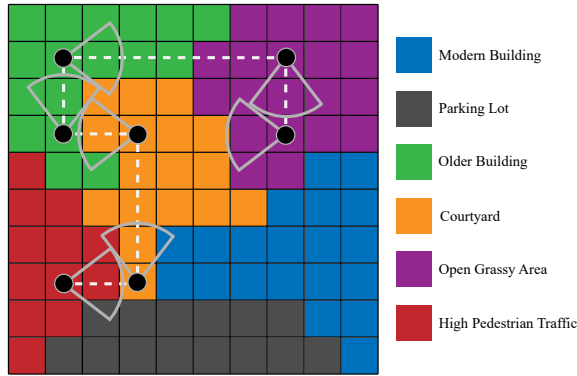 Modern Building
Parking Lot
Older Building
Courtyard
Open Grassy Area
High Pedestrian Traffic